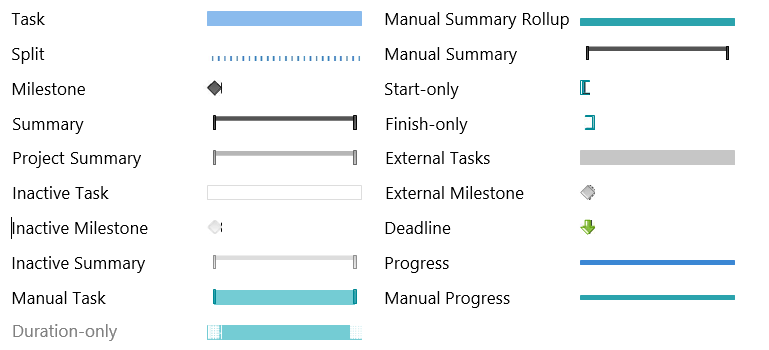 Task
Split
Milestone
Summary
Project Summary
Inactive Task
Inactive Milestone
Inactive Summary
Manual Task
Duration-only
Manual Summary Rollup
Manual Summary
Start-only
Finish-only
External Tasks
External Milestone
Deadline
Progress
Manual Progress